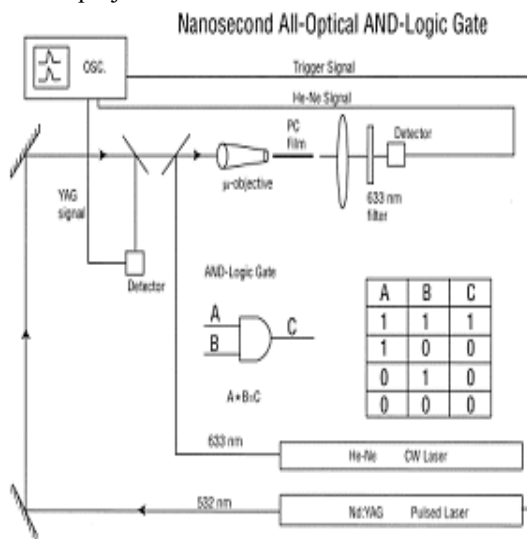 Nanosecond All-Optical AND-Logic Gate
OSC.
Trigger Signal
He-Ne Signal
PC
Film
Detector
μ-objective
633 nm
filter
YAG
signal
Detector
AND-Logic Gate
A
B
C
A•B=C
A B C
1 1 1
1 0 0
0 1 0
0 0 0
633 nm
He-Ne CW Laser
532 nm
Nd:YAG Pulsed Laser